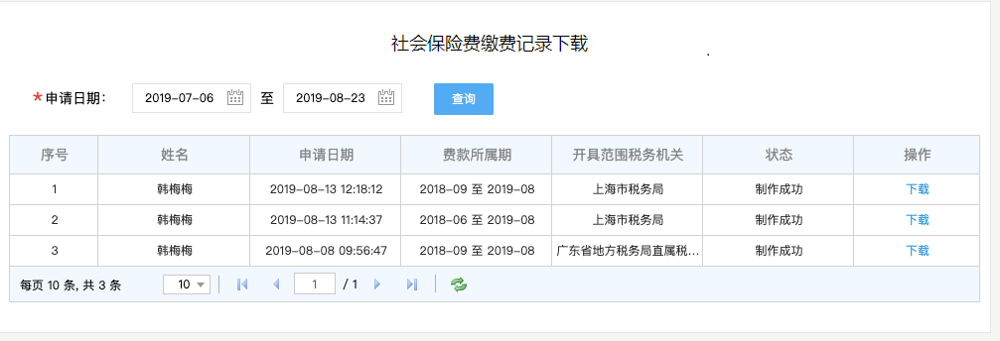 社会保险费缴费记录下载
*申请日期： 2019-07-06 至 2019-08-23 查询
序号 姓名 申请日期 费款所属期 开具范围税务机关 状态 操作
1 韩梅梅 2019-08-13 12:18:12 2018-09 至 2019-08 上海市税务局 制作成功 下载
2 韩梅梅 2019-08-13 11:14:37 2018-06 至 2019-08 上海市税务局 制作成功 下载
3 韩梅梅 2019-08-08 09:56:47 2018-09 至 2019-08 广东省地方税务局直属税... 制作成功 下载
每页 10 条, 共 3 条 10 1 / 1